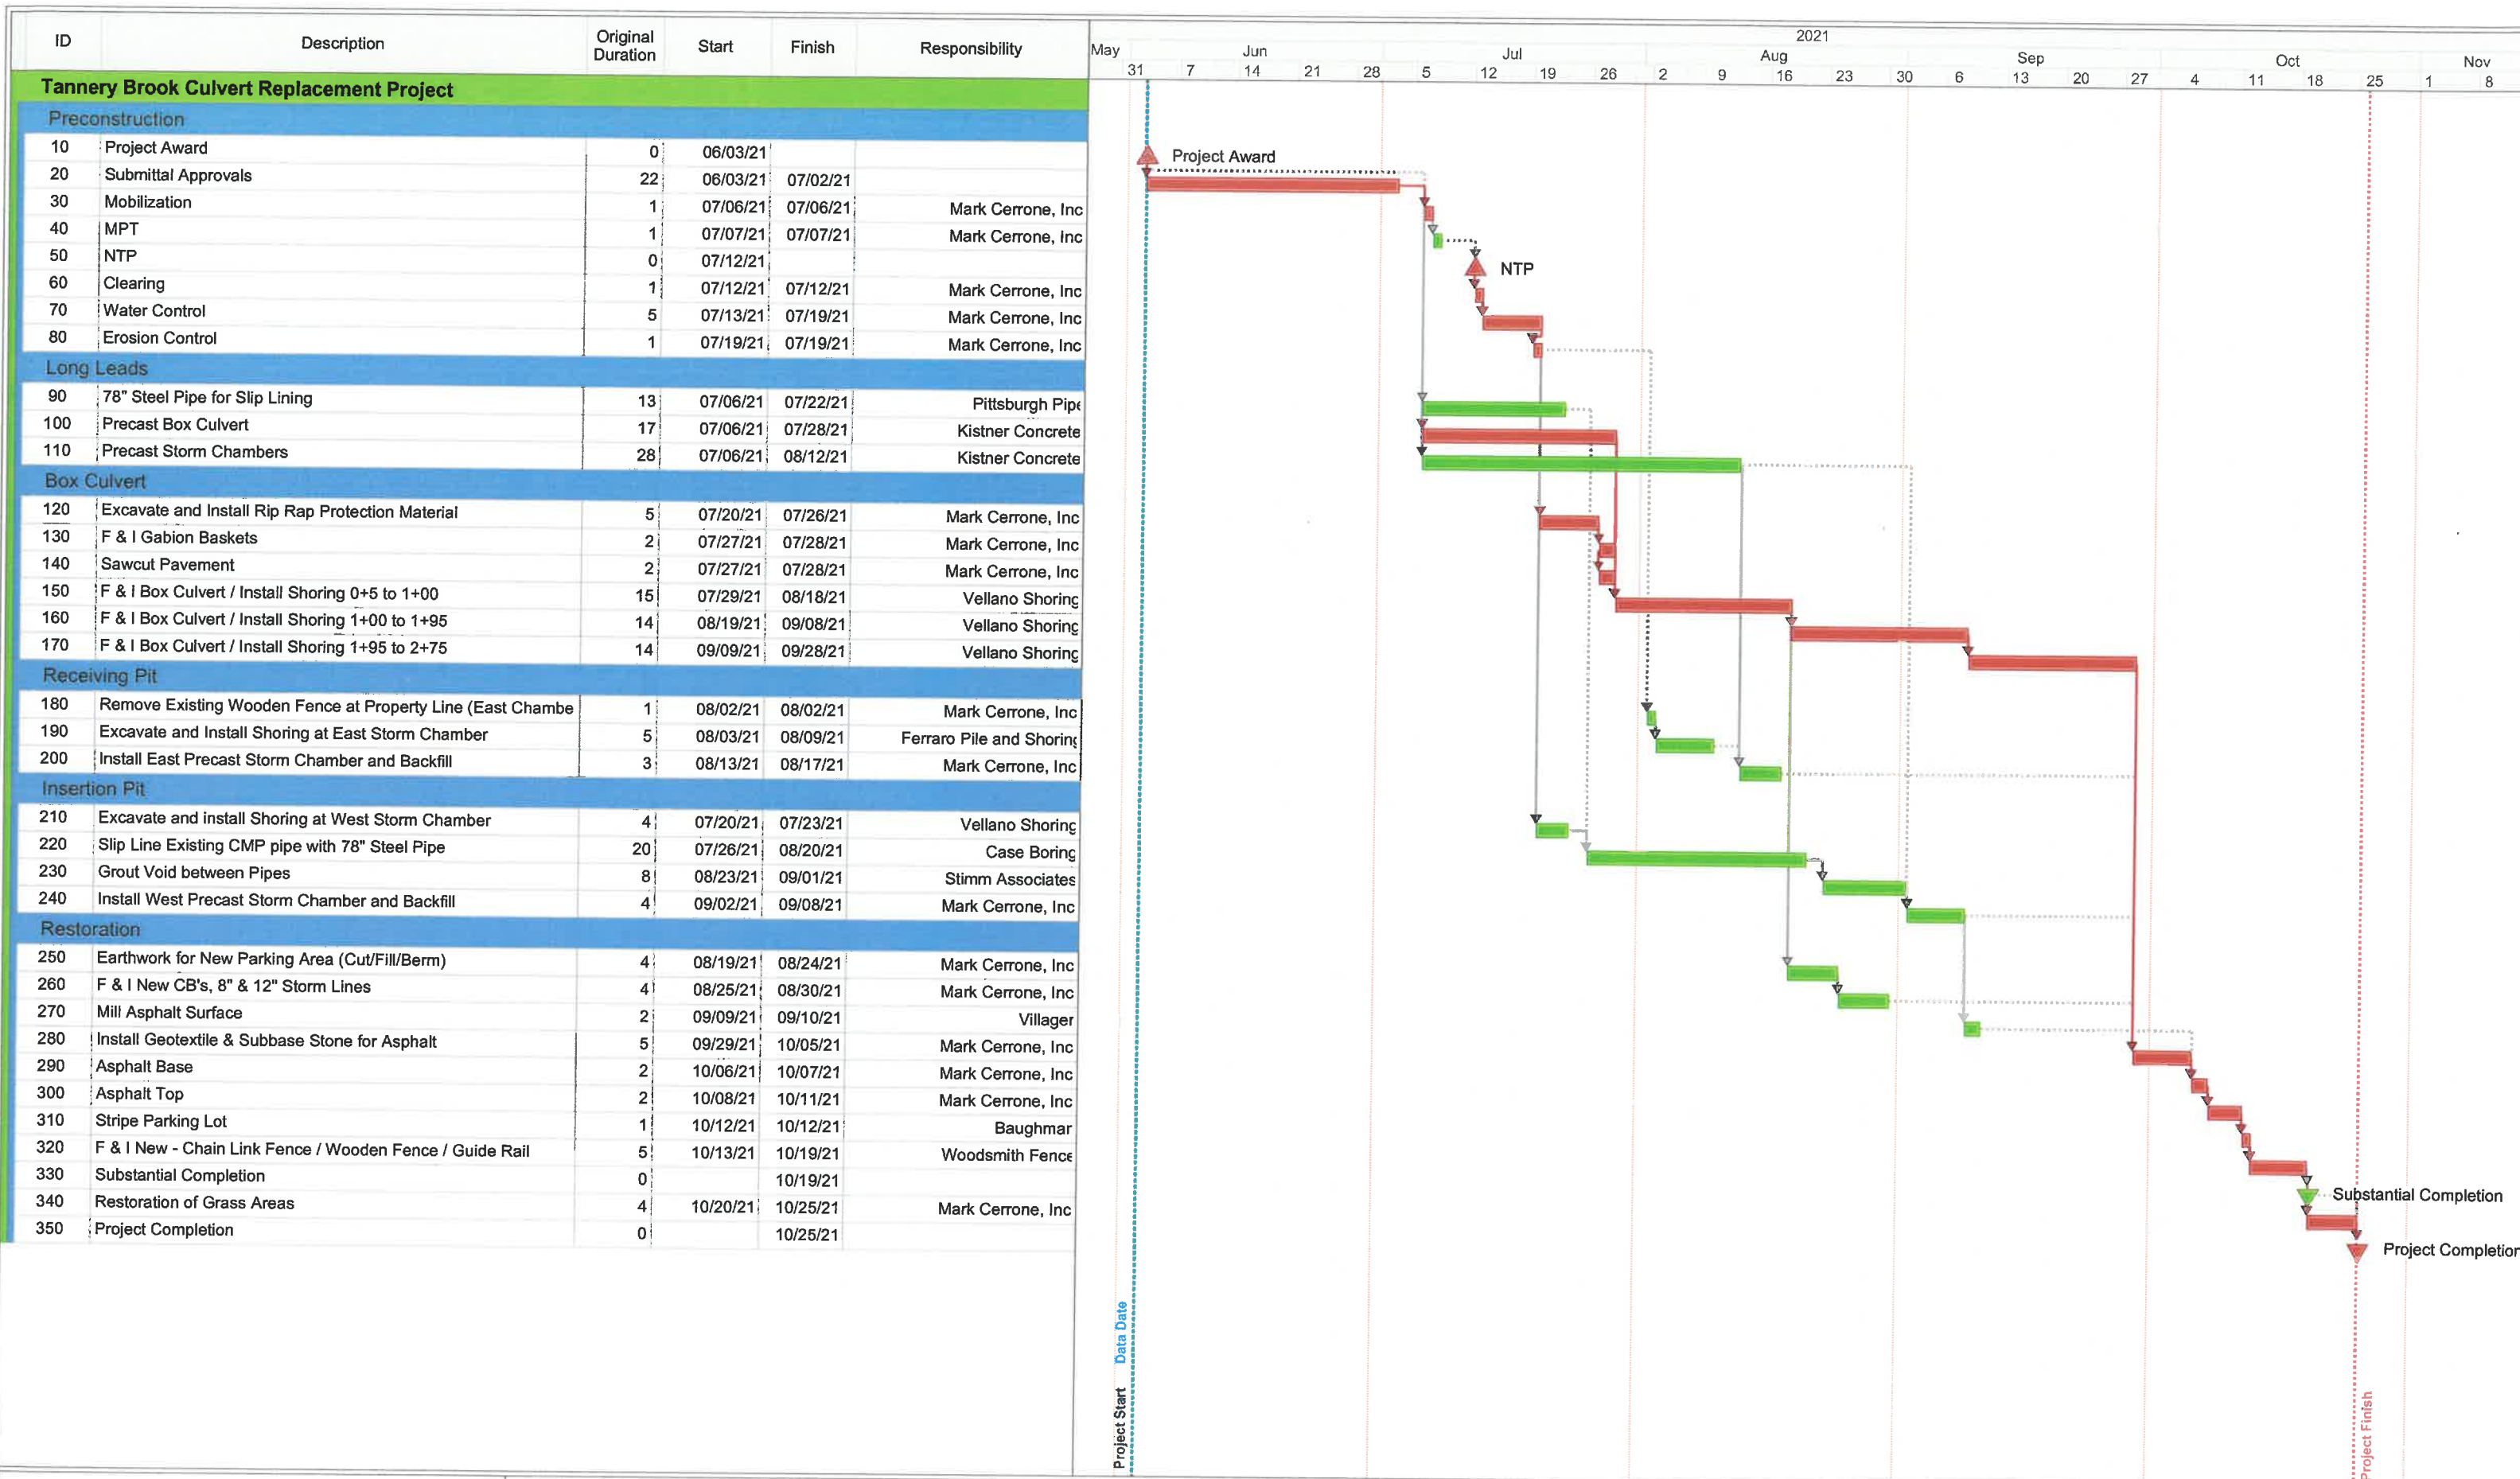 2021
ID Description Original Duration Start Finish Responsibility
May Jun Jul Aug Sep Oct Nov
31 7 14 21 28 5 12 19 26 2 9 16 23 30 6 13 20 27 4 11 18 25 1 8
Tannery Brook Culvert Replacement Project
Preconstruction
10 Project Award 0 06/03/21
Project Award
20 Submittal Approvals 22 06/03/21 07/02/21
30 Mobilization 1 07/06/21 07/06/21 Mark Cerrone, Inc
40 MPT 1 07/07/21 07/07/21 Mark Cerrone, Inc
50 NTP 0 07/12/21
NTP
60 Clearing 1 07/12/21 07/12/21 Mark Cerrone, Inc
70 Water Control 5 07/13/21 07/19/21 Mark Cerrone, Inc
80 Erosion Control 1 07/19/21 07/19/21 Mark Cerrone, Inc
Long Leads
90 78" Steel Pipe for Slip Lining 13 07/06/21 07/22/21 Pittsburgh Pipe
100 Precast Box Culvert 17 07/06/21 07/28/21 Kistner Concrete
110 Precast Storm Chambers 28 07/06/21 08/12/21 Kistner Concrete
Box Culvert
120 Excavate and Install Rip Rap Protection Material 5 07/20/21 07/26/21 Mark Cerrone, Inc
130 F & I Gabion Baskets 2 07/27/21 07/28/21 Mark Cerrone, Inc
140 Sawcut Pavement 2 07/27/21 07/28/21 Mark Cerrone, Inc
150 F & I Box Culvert / Install Shoring 0+5 to 1+00 15 07/29/21 08/18/21 Vellano Shoring
160 F & I Box Culvert / Install Shoring 1+00 to 1+95 14 08/19/21 09/08/21 Vellano Shoring
170 F & I Box Culvert / Install Shoring 1+95 to 2+75 14 09/09/21 09/28/21 Vellano Shoring
Receiving Pit
180 Remove Existing Wooden Fence at Property Line (East Chambe 1 08/02/21 08/02/21 Mark Cerrone, Inc
190 Excavate and Install Shoring at East Storm Chamber 5 08/03/21 08/09/21 Ferraro Pile and Shoring
200 Install East Precast Storm Chamber and Backfill 3 08/13/21 08/17/21 Mark Cerrone, Inc
Insertion Pit
210 Excavate and install Shoring at West Storm Chamber 4 07/20/21 07/23/21 Vellano Shoring
220 Slip Line Existing CMP pipe with 78" Steel Pipe 20 07/26/21 08/20/21 Case Boring
230 Grout Void between Pipes 8 08/23/21 09/01/21 Stimm Associates
240 Install West Precast Storm Chamber and Backfill 4 09/02/21 09/08/21 Mark Cerrone, Inc
Restoration
250 Earthwork for New Parking Area (Cut/Fill/Berm) 4 08/19/21 08/24/21 Mark Cerrone, Inc
260 F & I New CB's, 8" & 12" Storm Lines 4 08/25/21 08/30/21 Mark Cerrone, Inc
270 Mill Asphalt Surface 2 09/09/21 09/10/21 Villager
280 Install Geotextile & Subbase Stone for Asphalt 5 09/29/21 10/05/21 Mark Cerrone, Inc
290 Asphalt Base 2 10/06/21 10/07/21 Mark Cerrone, Inc
300 Asphalt Top 2 10/08/21 10/11/21 Mark Cerrone, Inc
310 Stripe Parking Lot 1 10/12/21 10/12/21 Baughmar
320 F & I New - Chain Link Fence / Wooden Fence / Guide Rail 5 10/13/21 10/19/21 Woodsmith Fence
330 Substantial Completion 0 10/19/21
Substantial Completion
340 Restoration of Grass Areas 4 10/20/21 10/25/21 Mark Cerrone, Inc
350 Project Completion 0 10/25/21
Project Completion
Project Start
Data Date
Project Finish